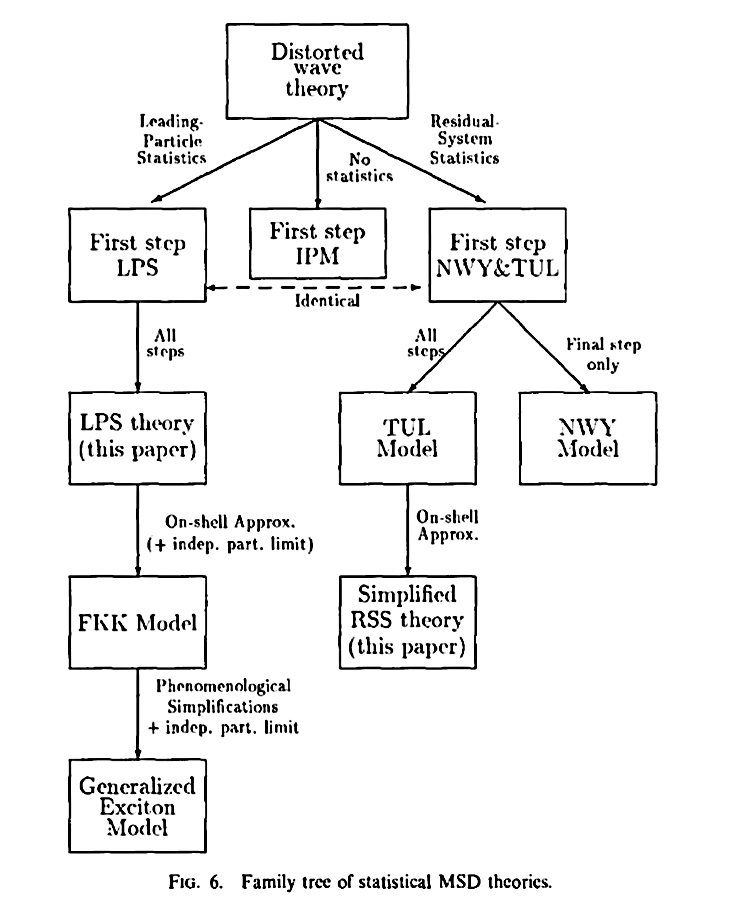 Distorted
wave
theory
Leading-
Particle
Statistics
No
statistics
Residual-
System
Statistics
First step
LPS
First step
IPM
First step
NWY&TUL
Identical
All
steps
All
steps
Final step
only
LPS theory
(this paper)
TUL
Model
NWY
Model
On-shell Approx.
(+ indep. part. limit)
On-shell
Approx.
FKK Model
Simplified
RSS theory
(this paper)
Phenomenological
Simplifications
+ indep. part. limit
Generalized
Exciton
Model
FIG. 6. Family tree of statistical MSD theories.